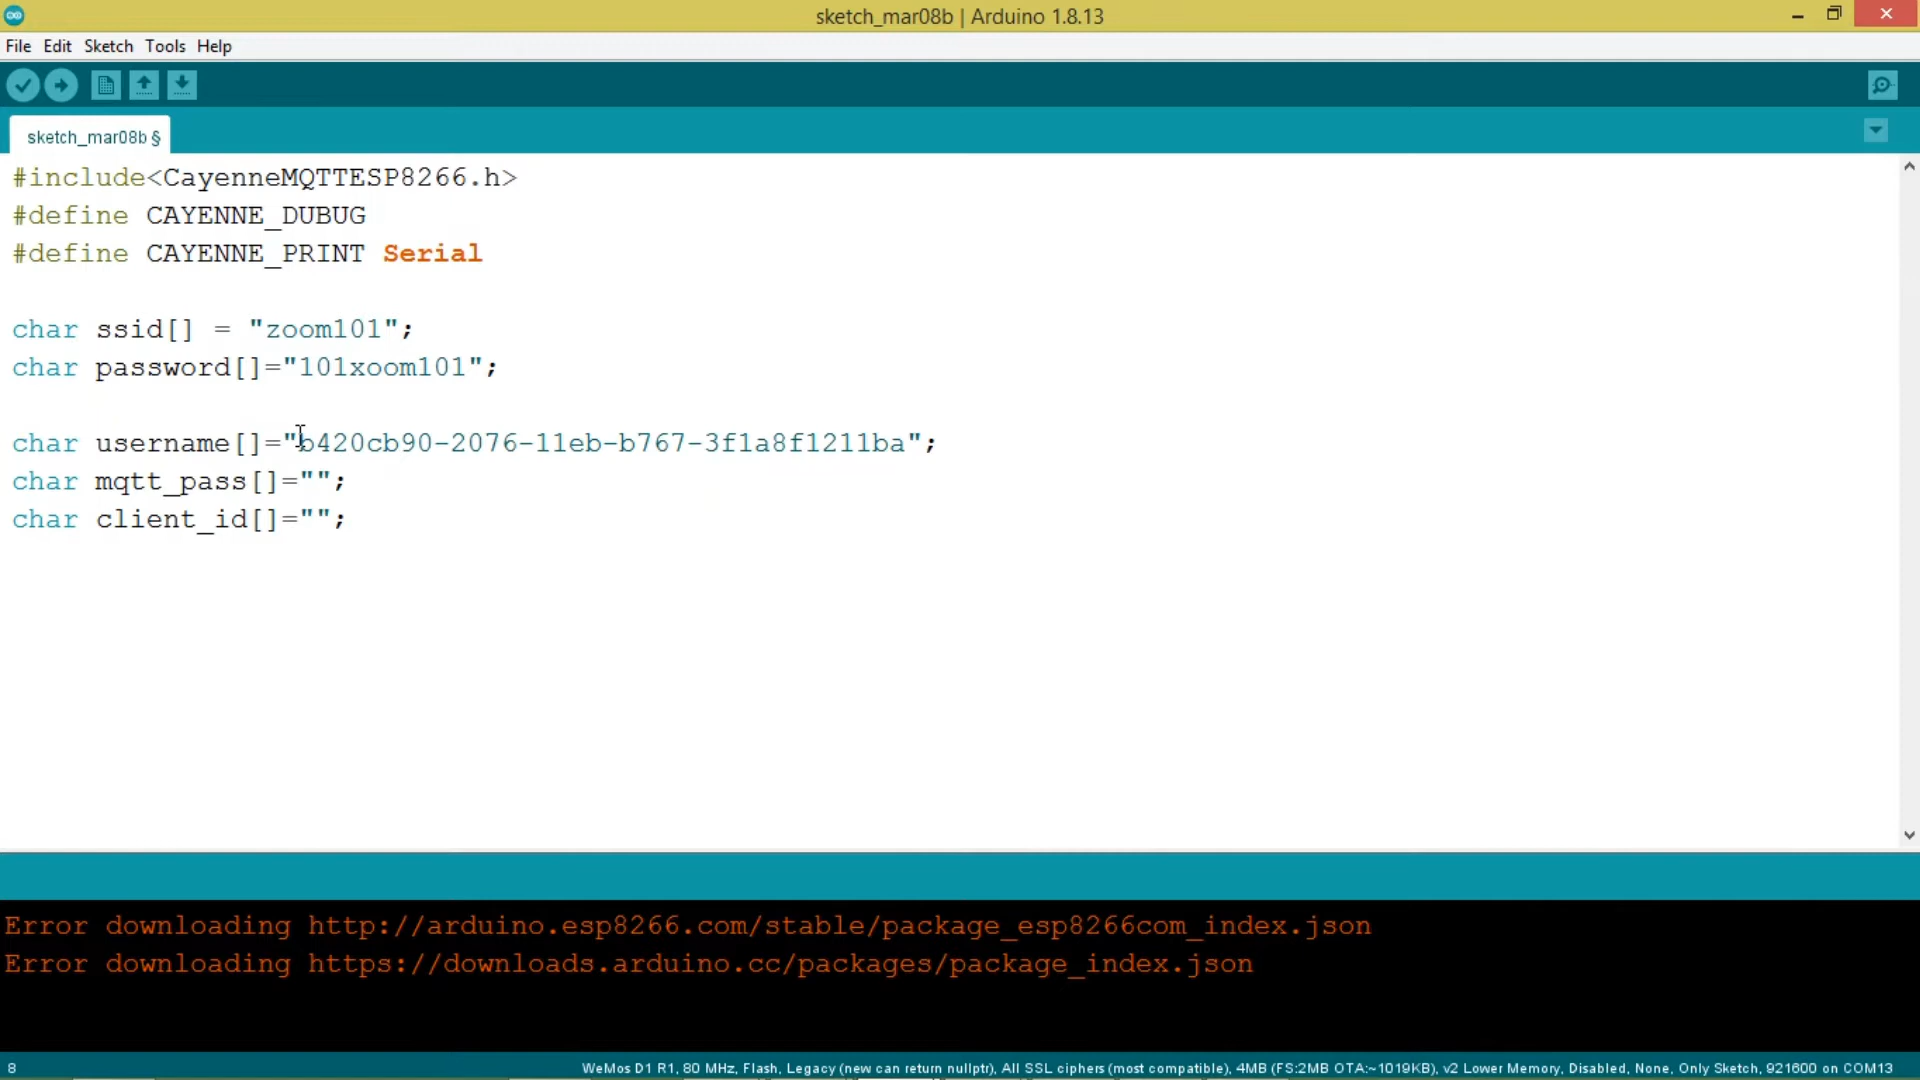 sketch_mar08b | Arduino 1.8.13
File Edit Sketch Tools Help
sketch_mar08b §
#include<CayenneMQTTESP8266.h>
#define CAYENNE_DUBUG
#define CAYENNE_PRINT Serial
char ssid[] = "zoom101";
char password[]="101xoom101";
char username[]="b420cb90-2076-11eb-b767-3f1a8f1211ba";
char mqtt_pass[]="";
char client_id[]="";
Error downloading http://arduino.esp8266.com/stable/package_esp8266com_index.json
Error downloading https://downloads.arduino.cc/packages/package_index.json
8 WeMos D1 R1, 80 MHz, Flash, Legacy (new can return nullptr), All SSL ciphers (most compatible), 4MB (FS:2MB OTA:~1019KB), v2 Lower Memory, Disabled, None, Only Sketch, 921600 on COM13